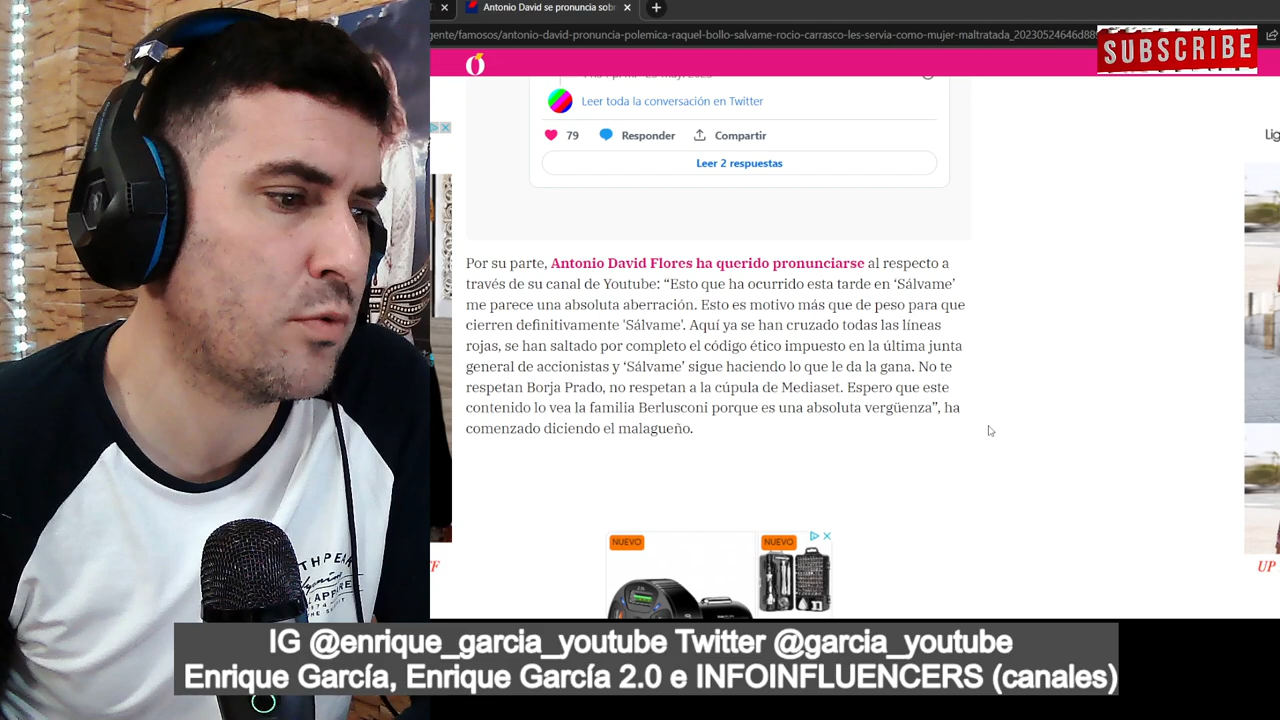 Antonio David se pronuncia sobr
gente/famosos/antonio-david-pronuncia-polemica-raquel-bollo-salvame-rocio-carrasco-les-servia-como-mujer-maltratada_20230524646d88
SUBSCRIBE
Leer toda la conversación en Twitter
79 Responder Compartir
Leer 2 respuestas
Lig
Por su parte, Antonio David Flores ha querido pronunciarse al respecto a
través de su canal de Youtube: “Esto que ha ocurrido esta tarde en ‘Sálvame’
me parece una absoluta aberración. Esto es motivo más que de peso para que
cierren definitivamente 'Sálvame'. Aquí ya se han cruzado todas las líneas
rojas, se han saltado por completo el código ético impuesto en la última junta
general de accionistas y ‘Sálvame’ sigue haciendo lo que le da la gana. No te
respetan Borja Prado, no respetan a la cúpula de Mediaset. Espero que este
contenido lo vea la familia Berlusconi porque es una absoluta vergüenza”, ha
comenzado diciendo el malagueño.
NUEVO NUEVO
FF
UP
IG @enrique_garcia_youtube Twitter @garcia_youtube
Enrique García, Enrique García 2.0 e INFOINFLUENCERS (canales)